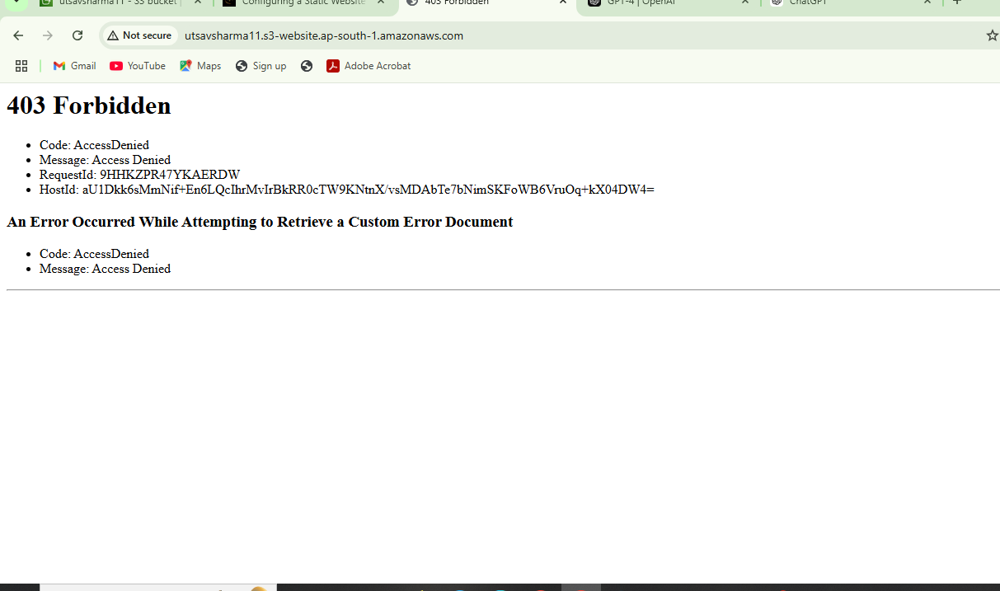 utsavsharma11 - S3 bucket
Configuring a Static Website
403 Forbidden
GPT-4 | OpenAI
ChatGPT
Not secure
utsavsharma11.s3-website.ap-south-1.amazonaws.com
Gmail
YouTube
Maps
Sign up
Adobe Acrobat
403 Forbidden
• Code: AccessDenied
• Message: Access Denied
• RequestId: 9HHKZPR47YKAERDW
• HostId: aU1Dkk6sMmNif+En6LQcIhrMvIrBkRR0cTW9KNtnX/vsMDAbTe7bNimSKFoWB6VruOq+kX04DW4=
An Error Occurred While Attempting to Retrieve a Custom Error Document
• Code: AccessDenied
• Message: Access Denied